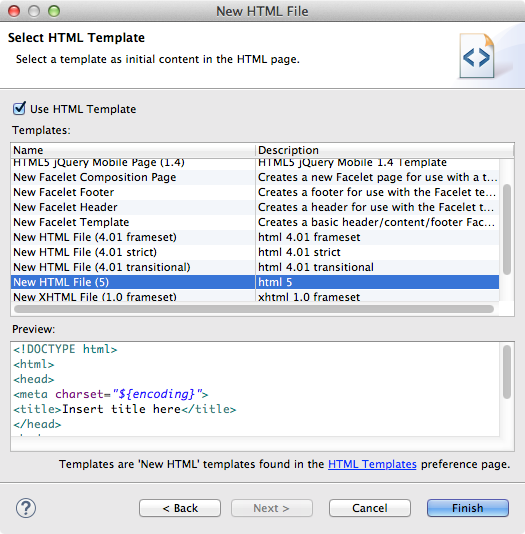 New HTML File
Select HTML Template
Select a template as initial content in the HTML page.
Use HTML Template
Templates:
Name Description
HTML5 jQuery Mobile Page (1.4) HTML5 jQuery Mobile 1.4 Template
New Facelet Composition Page Creates a new Facelet page for use with a t...
New Facelet Footer Creates a footer for use with the Facelet te...
New Facelet Header Creates a header for use with the Facelet t...
New Facelet Template Creates a basic header/content/footer Fac...
New HTML File (4.01 frameset) html 4.01 frameset
New HTML File (4.01 strict) html 4.01 strict
New HTML File (4.01 transitional) html 4.01 transitional
New HTML File (5) html 5
New XHTML File (1.0 frameset) xhtml 1.0 frameset
Preview:
<!DOCTYPE html>
<html>
<head>
<meta charset="${encoding}">
<title>Insert title here</title>
</head>
Templates are 'New HTML' templates found in the HTML Templates preference page.
? < Back Next > Cancel Finish